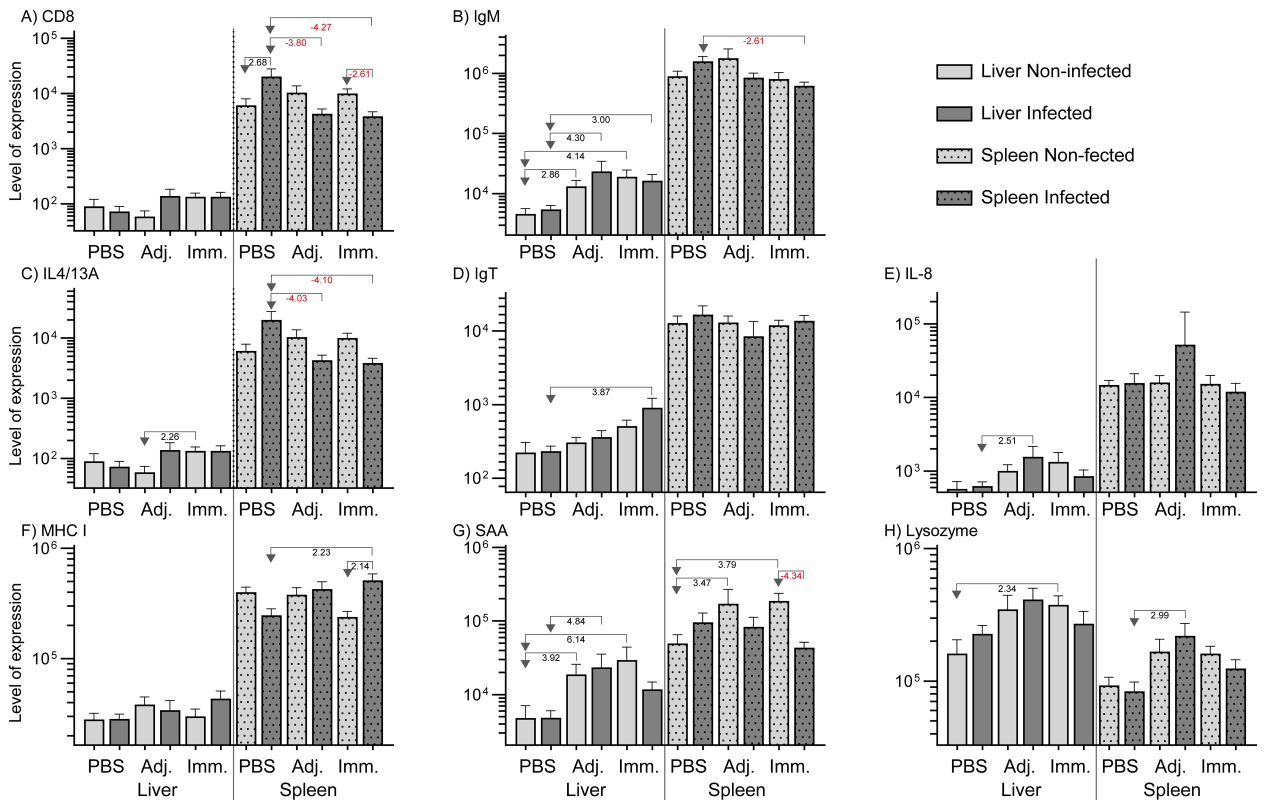 A) CD8
Level of expression
10^5
10^4
10^3
10^2
-4.27
-3.80
2.68
-2.61
PBS Adj. Imm. PBS Adj. Imm.
B) IgM
10^6
10^5
10^4
-2.61
3.00
4.30
4.14
2.86
PBS Adj. Imm. PBS Adj. Imm.
Liver Non-infected
Liver Infected
Spleen Non-fected
Spleen Infected
C) IL4/13A
Level of expression
10^4
10^3
10^2
-4.10
-4.03
2.26
PBS Adj. Imm. PBS Adj. Imm.
D) IgT
10^4
10^3
10^2
3.87
PBS Adj. Imm. PBS Adj. Imm.
E) IL-8
10^5
10^4
10^3
2.51
PBS Adj. Imm. PBS Adj. Imm.
F) MHC I
Level of expression
10^6
10^5
2.23
2.14
PBS Adj. Imm. PBS Adj. Imm.
Liver Spleen
G) SAA
10^6
10^5
10^4
3.79
3.47
-4.34
4.84
6.14
3.92
PBS Adj. Imm. PBS Adj. Imm.
Liver Spleen
H) Lysozyme
10^6
10^5
2.34
2.99
PBS Adj. Imm. PBS Adj. Imm.
Liver Spleen